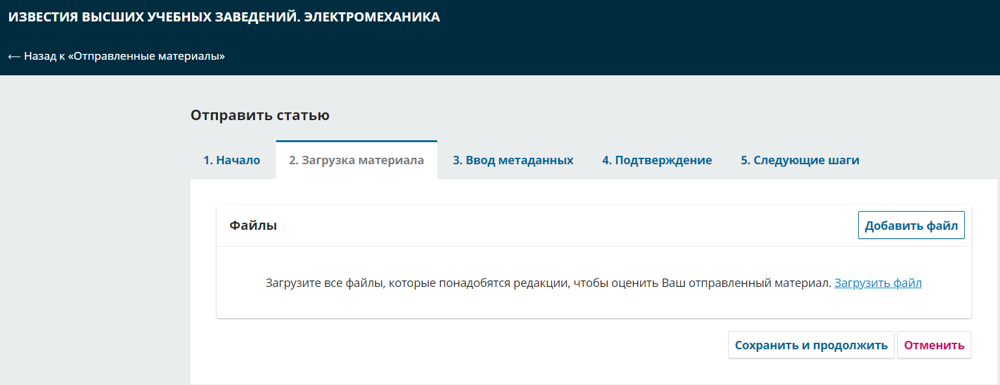 ИЗВЕСТИЯ ВЫСШИХ УЧЕБНЫХ ЗАВЕДЕНИЙ. ЭЛЕКТРОМЕХАНИКА
← Назад к «Отправленные материалы»
Отправить статью
1. Начало 2. Загрузка материала 3. Ввод метаданных 4. Подтверждение 5. Следующие шаги
Файлы Добавить файл
Загрузите все файлы, которые понадобятся редакции, чтобы оценить Ваш отправленный материал. Загрузить файл
Сохранить и продолжить Отменить